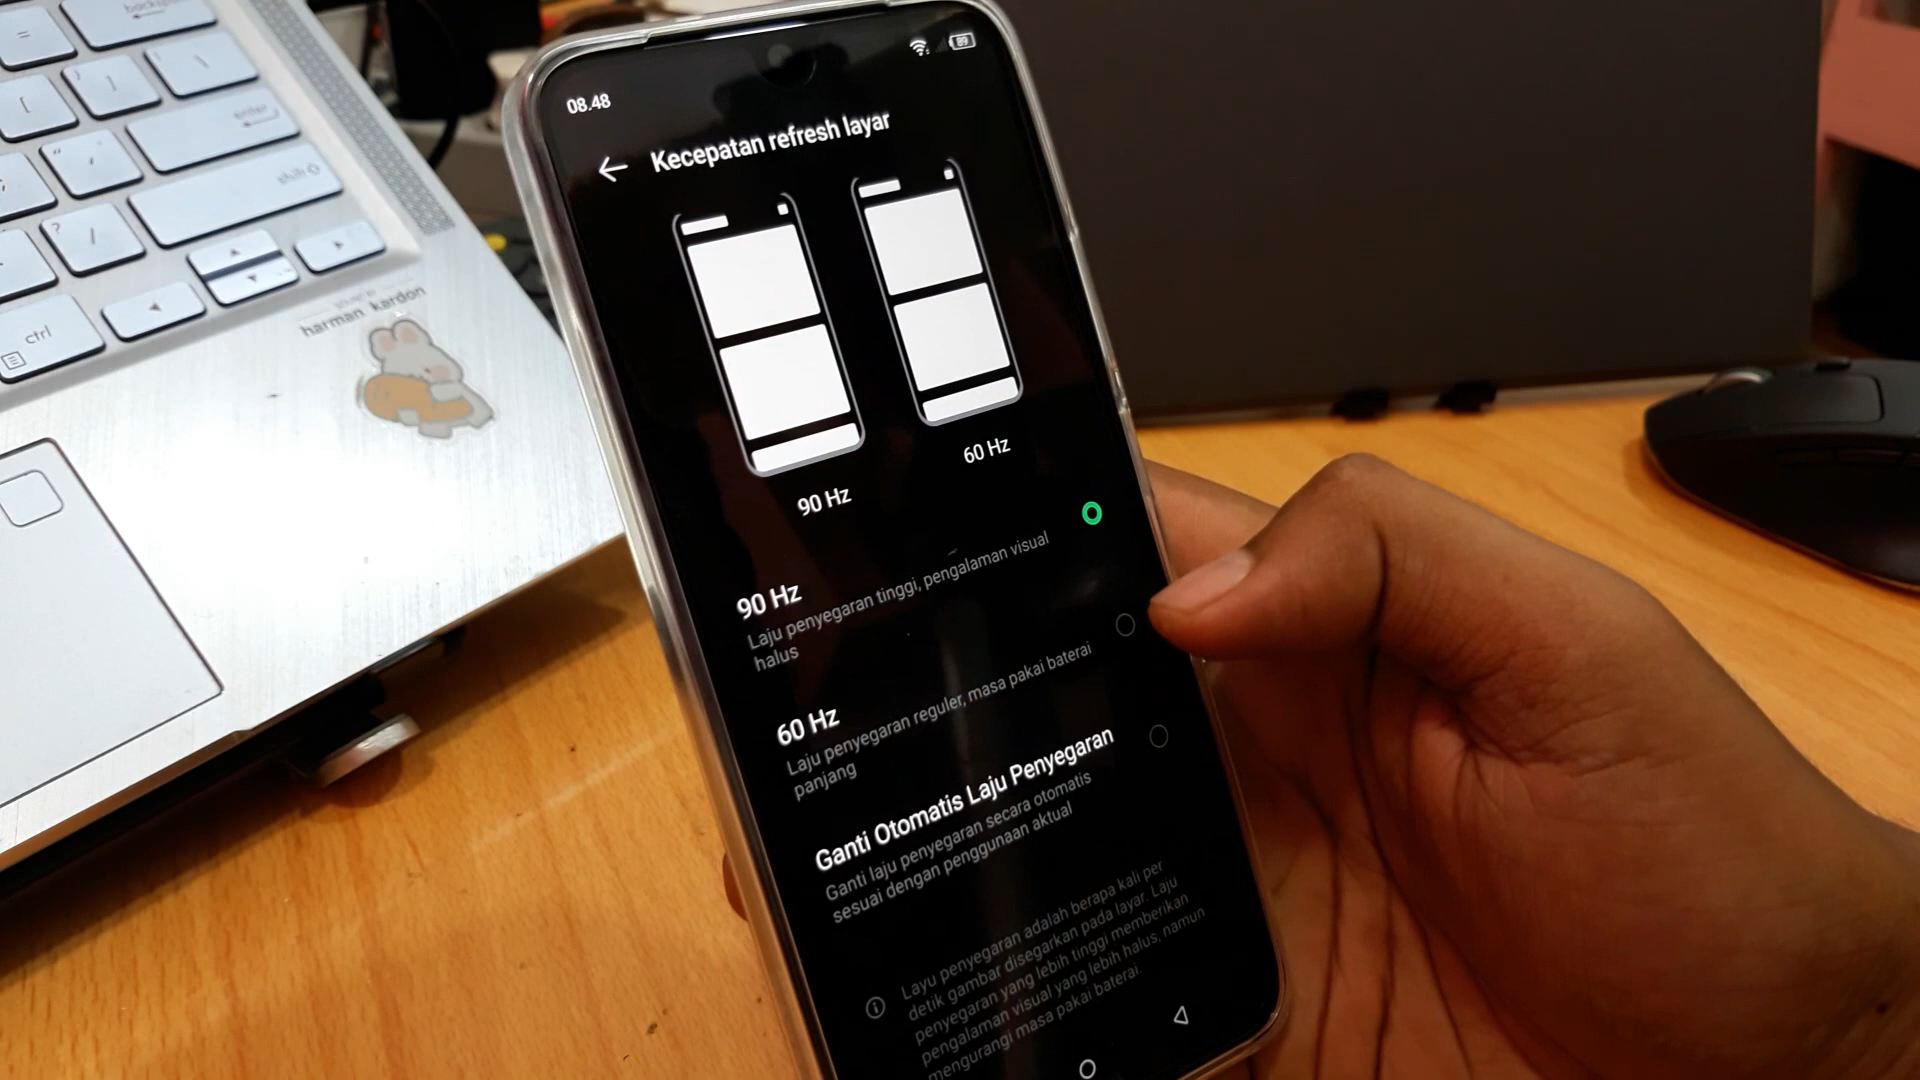 backspace
=
[
]
\
enter
shift
?
/
ctrl
harman kardon
08.48
89
Kecepatan refresh layar
90 Hz
60 Hz
90 Hz
Laju penyegaran tinggi, pengalaman visual
halus
60 Hz
Laju penyegaran reguler, masa pakai baterai
panjang
Ganti Otomatis Laju Penyegaran
Ganti laju penyegaran secara otomatis
sesuai dengan penggunaan aktual
Layu penyegaran adalah berapa kali per
detik gambar disegarkan pada layar. Laju
penyegaran yang lebih tinggi memberikan
pengalaman visual yang lebih halus, namun
mengurangi masa pakai baterai.